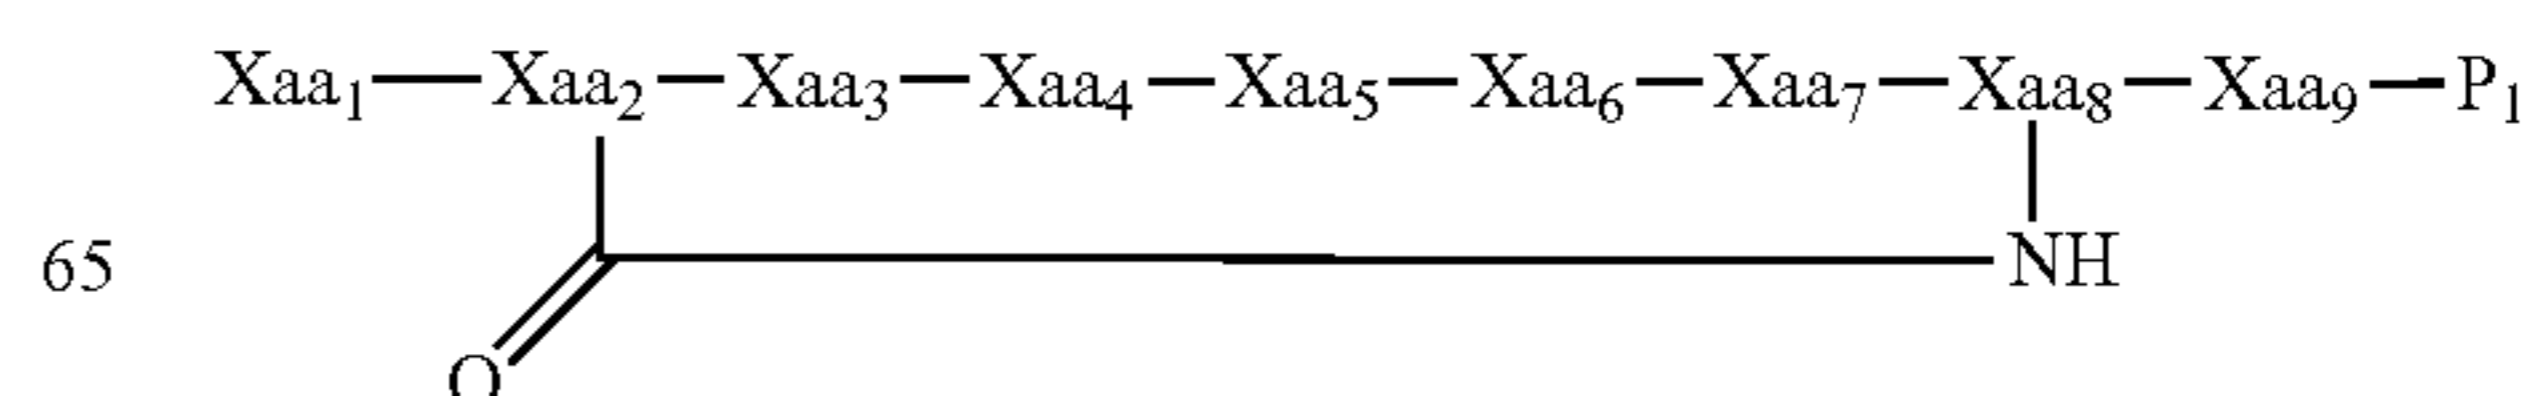 Xaa₁—Xaa₂—Xaa₃—Xaa₄—Xaa₅—Xaa₆—Xaa₇—Xaa₈—Xaa₉—P₁
65 NH
O